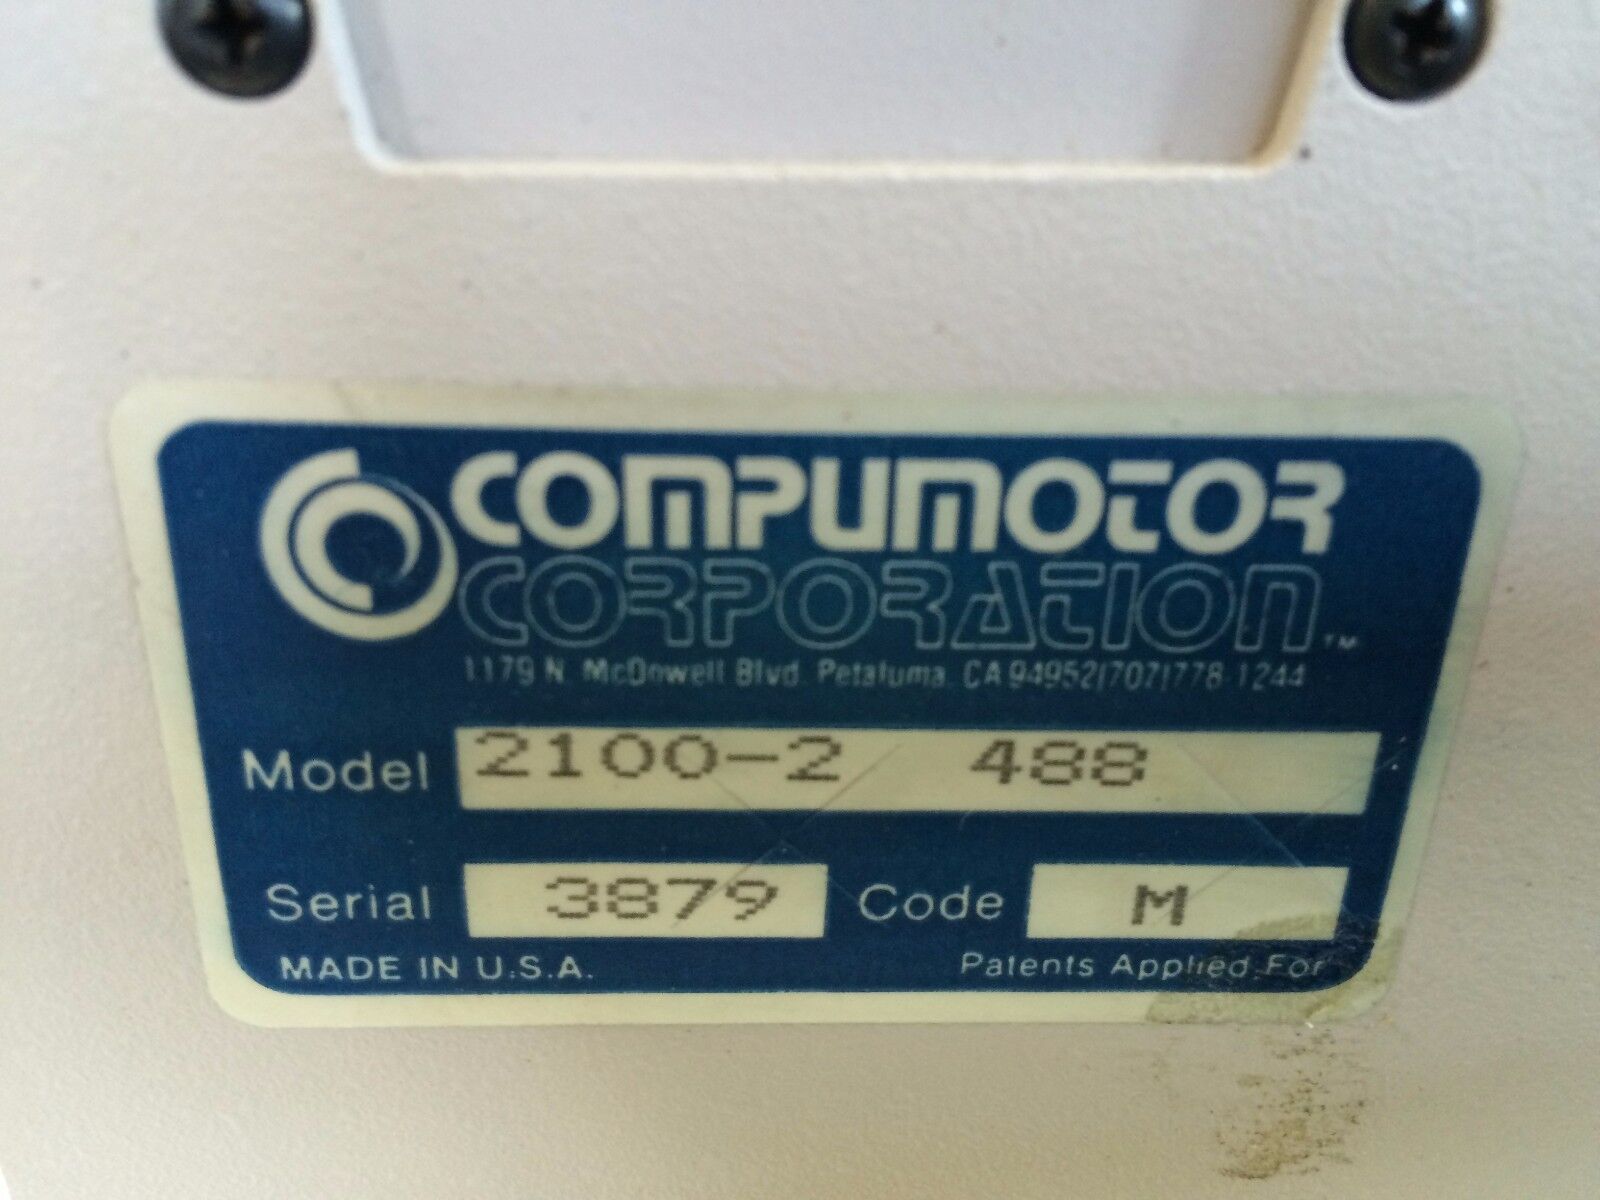 COMPUMOTOR
CORPORATION™
1179 N. McDowell Blvd. Petaluma, CA 94952(707)778-1244
Model 2100-2 488
Serial 3879 Code M
MADE IN U.S.A. Patents Applied For